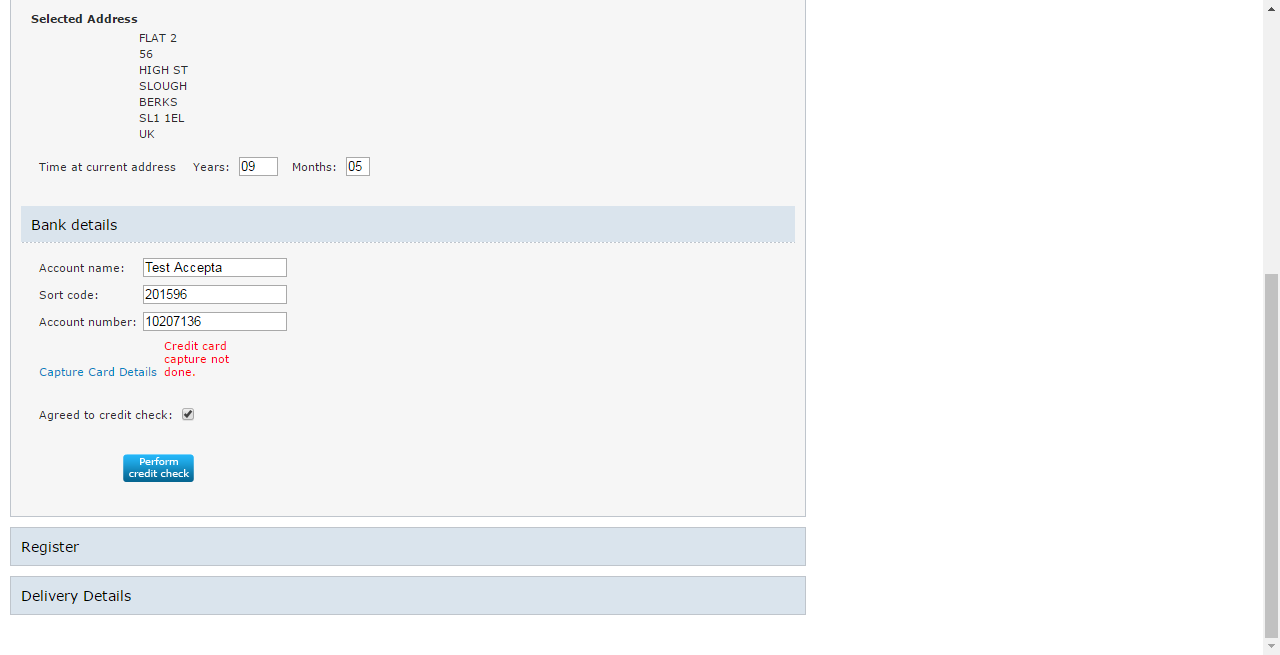 Selected Address
FLAT 2
56
HIGH ST
SLOUGH
BERKS
SL1 1EL
UK
Time at current address Years: 09 Months: 05
Bank details
Account name: Test Accepta
Sort code: 201596
Account number: 10207136
Credit card
capture not
Capture Card Details done.
Agreed to credit check:
Perform
credit check
Register
Delivery Details